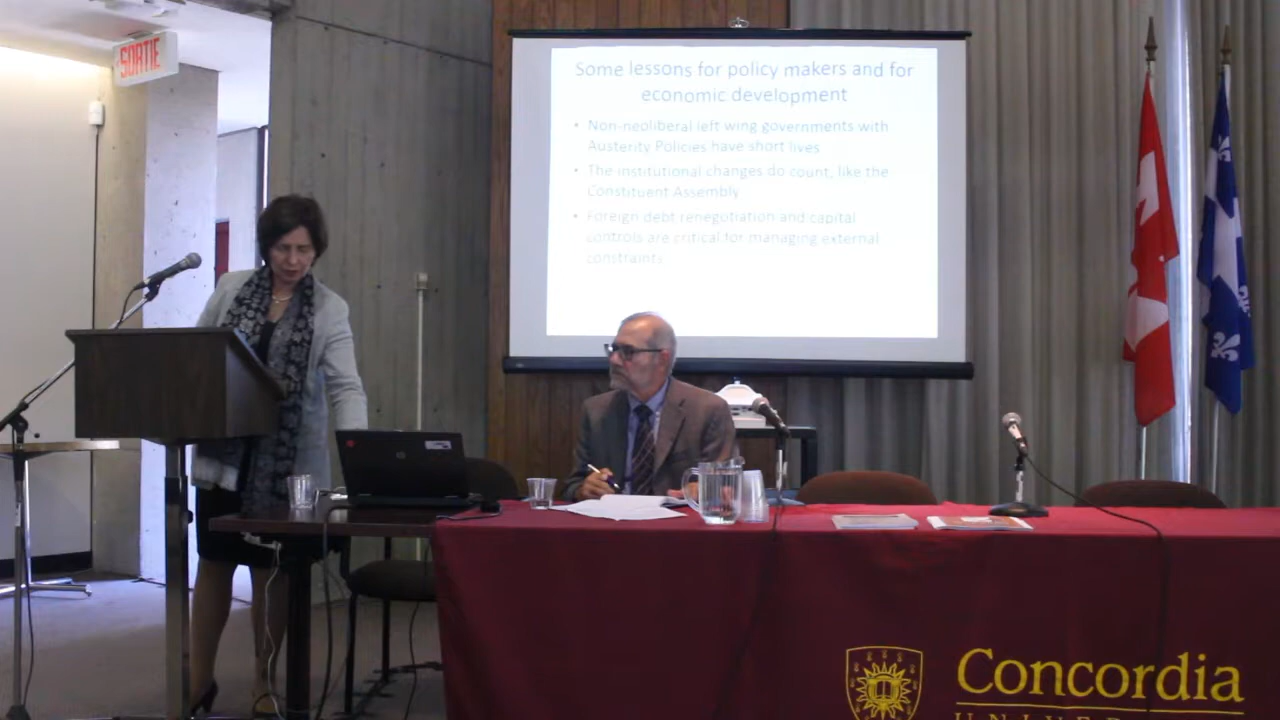 SORTIE
Some lessons for policy makers and for
economic development
• Non-neoliberal left wing governments with
Austerity Policies have short lives
• The institutional changes do count, like the
Constituent Assembly
• Foreign debt renegotiation and capital
controls are critical for managing external
constraints
Concordia